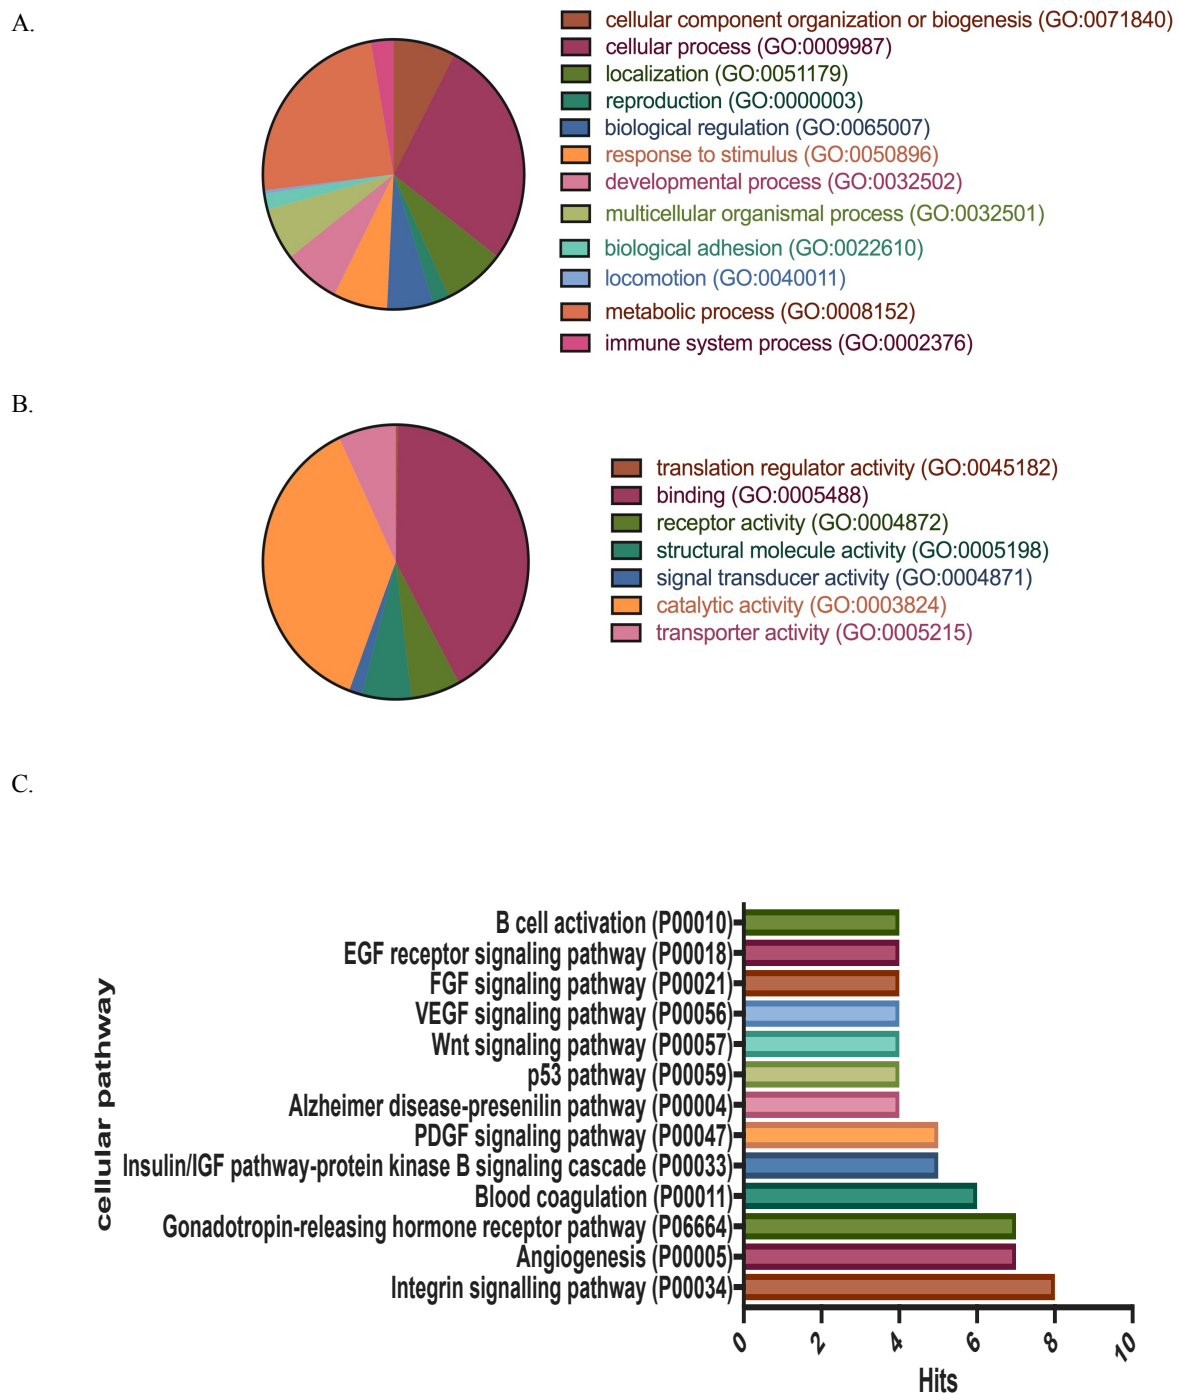 A.
cellular component organization or biogenesis (GO:0071840)
cellular process (GO:0009987)
localization (GO:0051179)
reproduction (GO:0000003)
biological regulation (GO:0065007)
response to stimulus (GO:0050896)
developmental process (GO:0032502)
multicellular organismal process (GO:0032501)
biological adhesion (GO:0022610)
locomotion (GO:0040011)
metabolic process (GO:0008152)
immune system process (GO:0002376)
B.
translation regulator activity (GO:0045182)
binding (GO:0005488)
receptor activity (GO:0004872)
structural molecule activity (GO:0005198)
signal transducer activity (GO:0004871)
catalytic activity (GO:0003824)
transporter activity (GO:0005215)
C.
cellular pathway
B cell activation (P00010)
EGF receptor signaling pathway (P00018)
FGF signaling pathway (P00021)
VEGF signaling pathway (P00056)
Wnt signaling pathway (P00057)
p53 pathway (P00059)
Alzheimer disease-presenilin pathway (P00004)
PDGF signaling pathway (P00047)
Insulin/IGF pathway-protein kinase B signaling cascade (P00033)
Blood coagulation (P00011)
Gonadotropin-releasing hormone receptor pathway (P06664)
Angiogenesis (P00005)
Integrin signalling pathway (P00034)
0 2 4 6 8 10
Hits